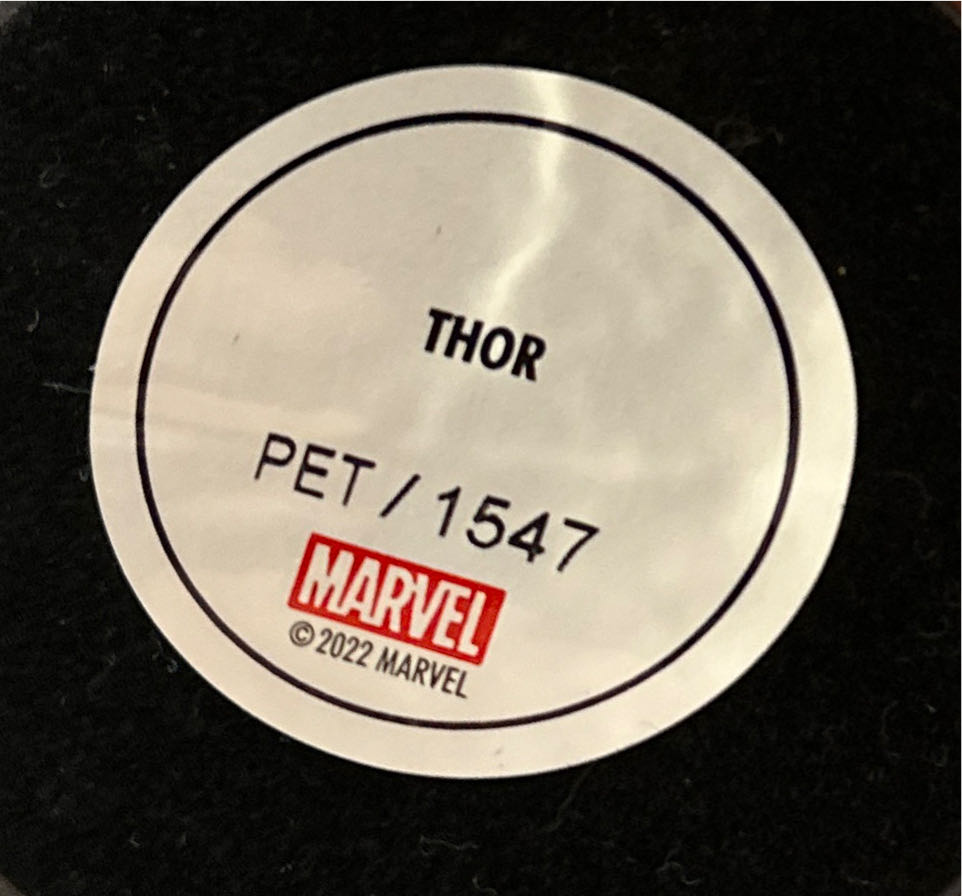 THOR
PET / 1547
MARVEL
© 2022 MARVEL